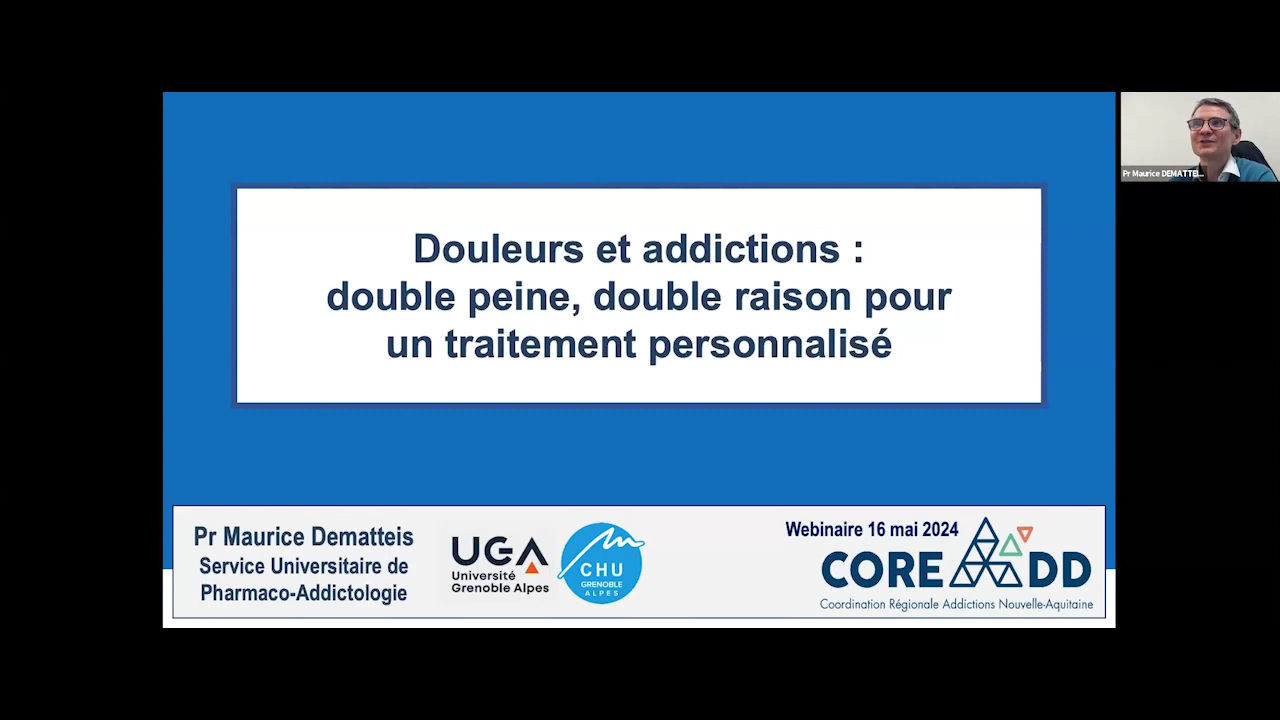 Douleurs et addictions :
double peine, double raison pour
un traitement personnalisé
Pr Maurice DEMATTEI...
Pr Maurice Dematteis
Service Universitaire de
Pharmaco-Addictologie
UGA
Université
Grenoble Alpes
CHU
GRENOBLE
ALPES
Webinaire 16 mai 2024
COREADD
Coordination Régionale Addictions Nouvelle-Aquitaine